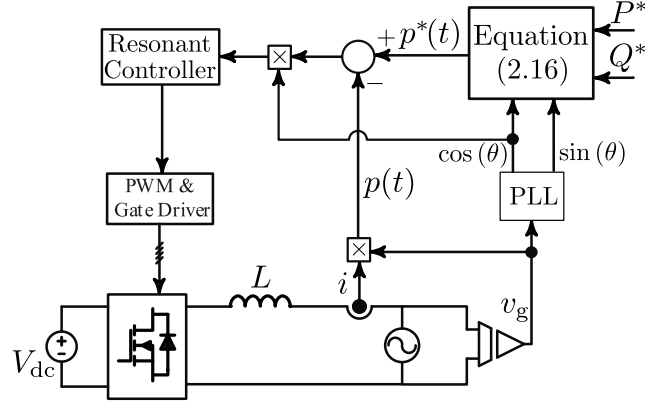 Resonant
Controller
×
+ p*(t)
−
Equation
(2.16)
P*
Q*
cos (θ)
sin (θ)
PWM &
Gate Driver
p(t)
PLL
×
i
L
v_g
V_dc